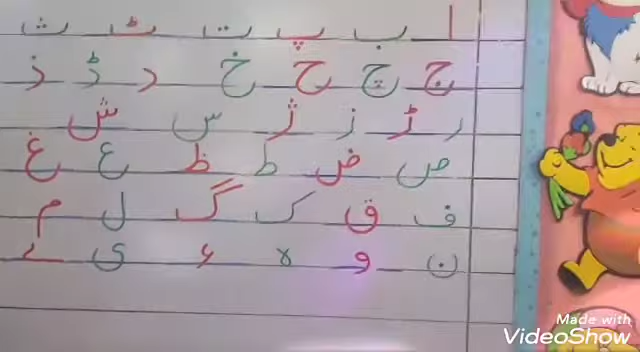 ا ب پ ت ٹ ث
ج چ ح خ د ڈ ذ
ر ڑ ز ژ س ش
ص ض ط ظ ع غ
ف ق ک گ ل م
ن و ہ ء ی ے
Made with
VideoShow